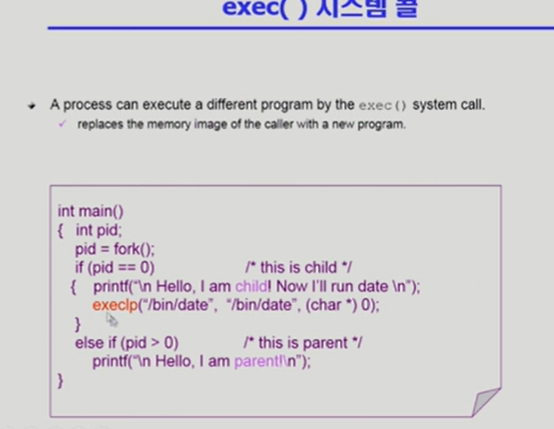 exec( ) 시스템 콜
A process can execute a different program by the exec() system call.
replaces the memory image of the caller with a new program.
int main()
{ int pid;
pid = fork();
if (pid == 0) /* this is child */
{ printf("\n Hello, I am child! Now I'll run date \n");
execlp("/bin/date", "/bin/date", (char *) 0);
}
else if (pid > 0) /* this is parent */
printf("\n Hello, I am parent!\n");
}